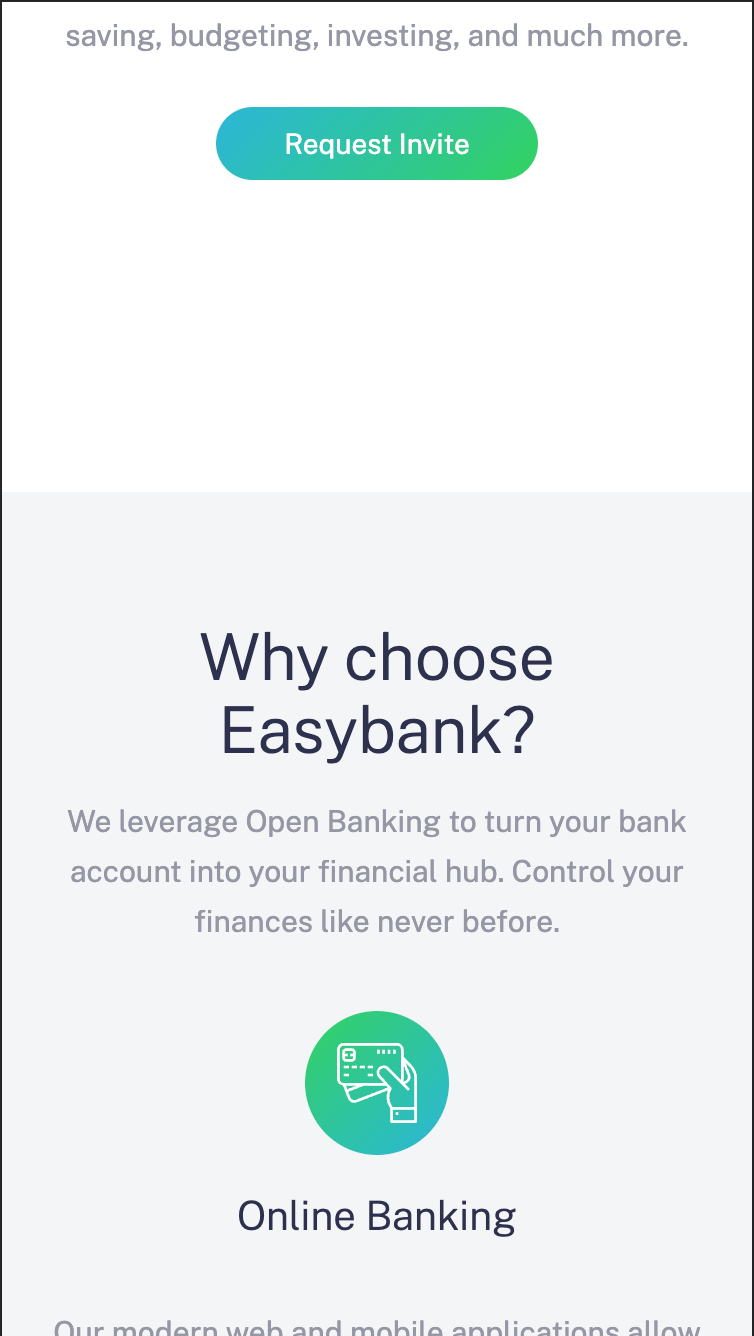 saving, budgeting, investing, and much more.
Request Invite
Why choose
Easybank?
We leverage Open Banking to turn your bank
account into your financial hub. Control your
finances like never before.
Online Banking
Our modern web and mobile applications allow